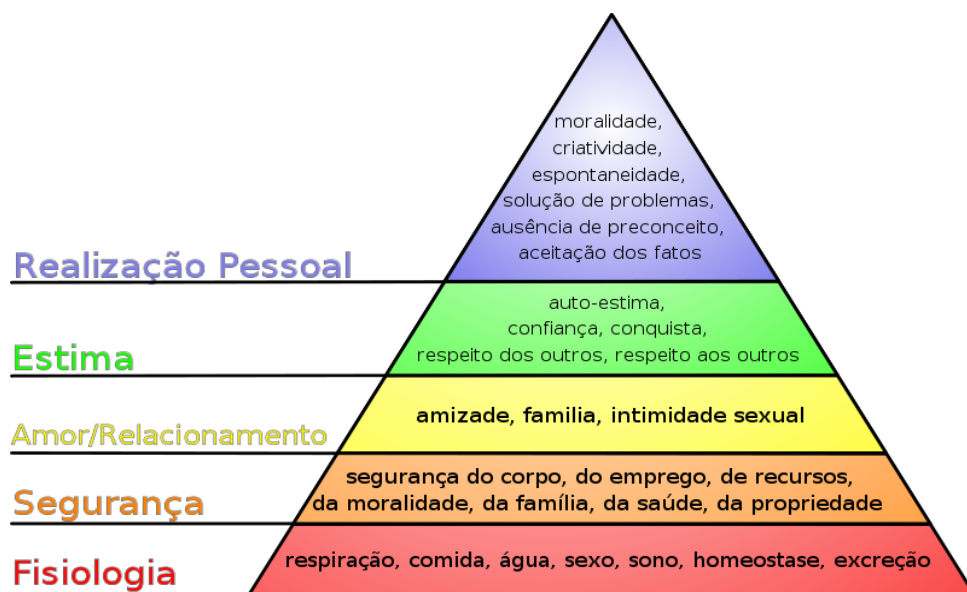 moralidade,
criatividade,
espontaneidade,
solução de problemas,
ausência de preconceito,
aceitação dos fatos
Realização Pessoal
auto-estima,
confiança, conquista,
respeito dos outros, respeito aos outros
Estima
amizade, familia, intimidade sexual
Amor/Relacionamento
segurança do corpo, do emprego, de recursos,
da moralidade, da família, da saúde, da propriedade
Segurança
respiração, comida, água, sexo, sono, homeostase, excreção
Fisiologia